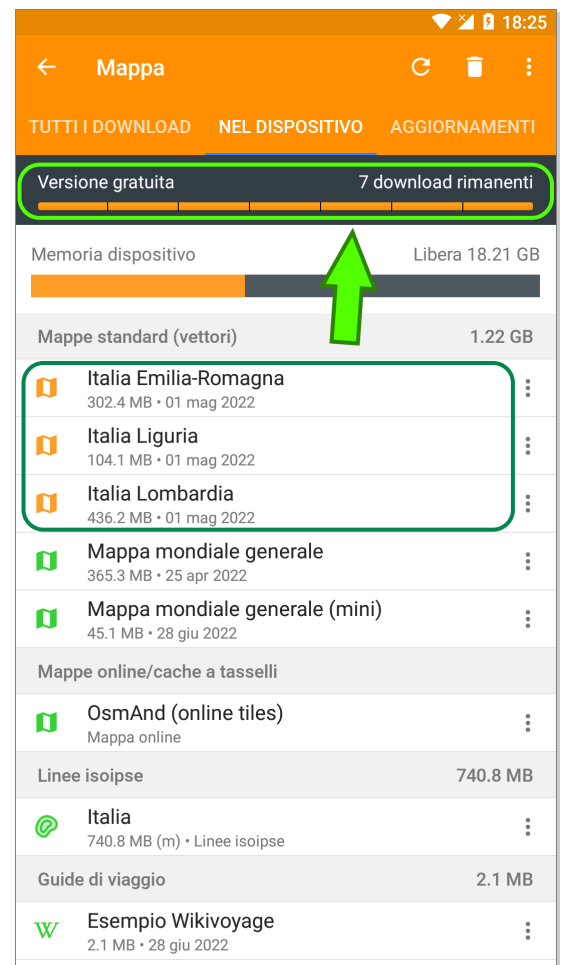 18:25
Mappa
TUTTI I DOWNLOAD NEL DISPOSITIVO AGGIORNAMENTI
Versione gratuita 7 download rimanenti
Memoria dispositivo Libera 18.21 GB
Mappe standard (vettori) 1.22 GB
Italia Emilia-Romagna
302.4 MB • 01 mag 2022
Italia Liguria
104.1 MB • 01 mag 2022
Italia Lombardia
436.2 MB • 01 mag 2022
Mappa mondiale generale
365.3 MB • 25 apr 2022
Mappa mondiale generale (mini)
45.1 MB • 28 giu 2022
Mappe online/cache a tasselli
OsmAnd (online tiles)
Mappa online
Linee isoipse 740.8 MB
Italia
740.8 MB (m) • Linee isoipse
Guide di viaggio 2.1 MB
W Esempio Wikivoyage
2.1 MB • 28 giu 2022